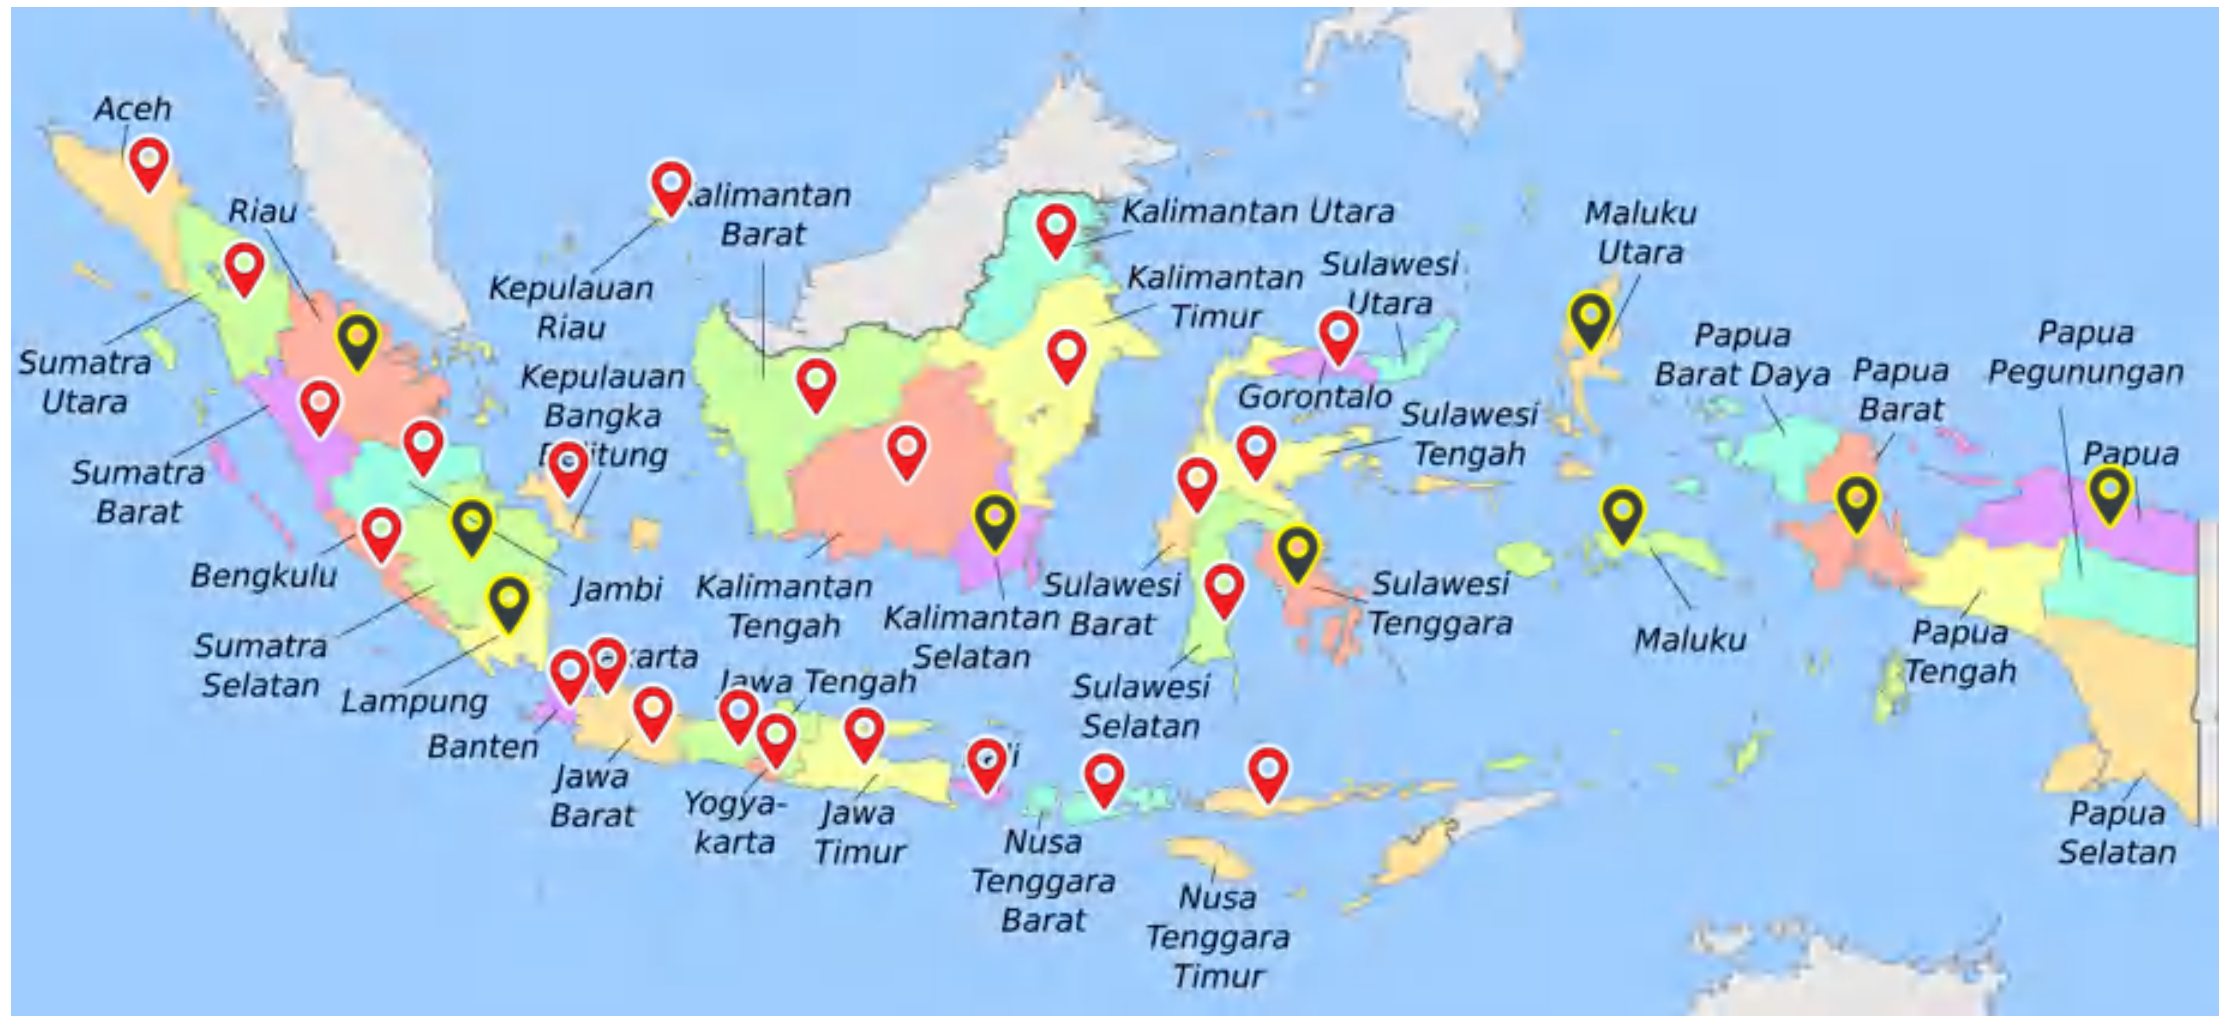 Aceh
Riau
Kalimantan
Barat
Kepulauan
Riau
Kalimantan Utara
Kalimantan
Timur
Sulawesi
Utara
Maluku
Utara
Papua
Barat Daya
Papua
Barat
Papua
Pegunungan
Papua
Sumatra
Utara
Kepulauan
Bangka
Belitung
Gorontalo
Sulawesi
Tengah
Sumatra
Barat
Bengkulu
Jambi
Kalimantan
Tengah
Kalimantan
Selatan
Sulawesi
Barat
Sulawesi
Tenggara
Maluku
Papua
Tengah
Sumatra
Selatan
Lampung
Jakarta
Banten
Jawa Tengah
Sulawesi
Selatan
Jawa
Barat
Yogya-
karta
Jawa
Timur
Bali
Nusa
Tenggara
Barat
Nusa
Tenggara
Timur
Papua
Selatan